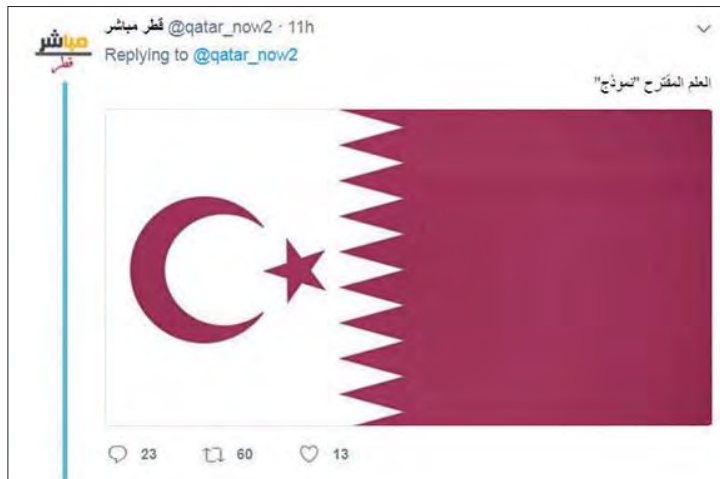 قطر مباشر @qatar_now2 · 11h
مباشر
قطر
Replying to @qatar_now2
العلم المقترح "نموذج"
23 60 13